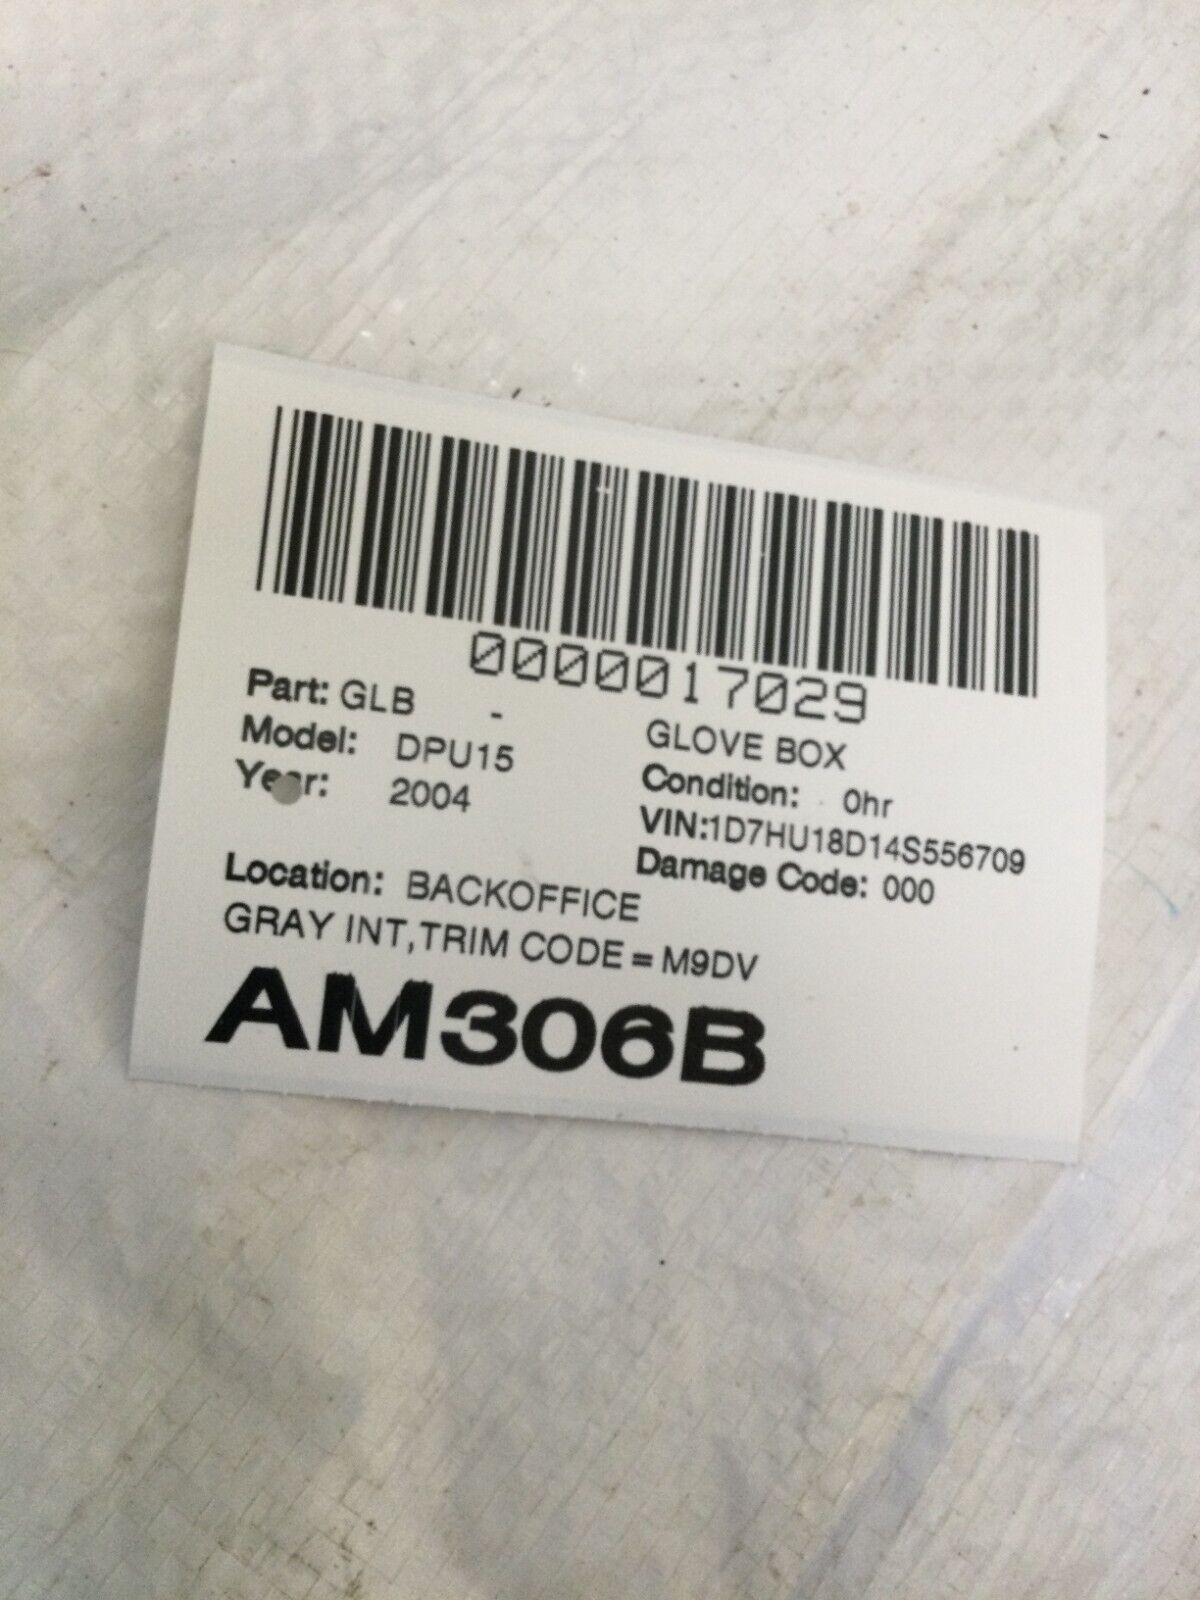 0000017029
Part: GLB -
GLOVE BOX
Model: DPU15
Condition: 0hr
Year: 2004
VIN:1D7HU18D14S556709
Damage Code: 000
Location: BACKOFFICE
GRAY INT,TRIM CODE = M9DV
AM306B